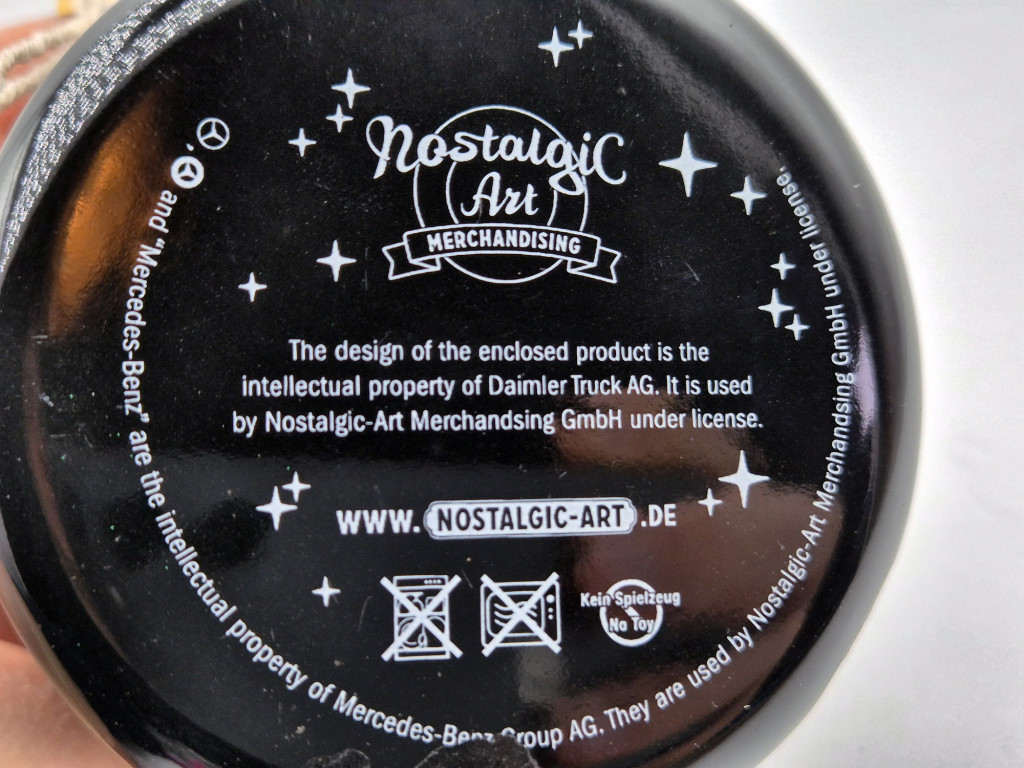 Nostalgic
Art
MERCHANDISING
The design of the enclosed product is the
intellectual property of Daimler Truck AG. It is used
by Nostalgic-Art Merchandsing GmbH under license.
WWW. NOSTALGIC-ART .DE
Kein Spielzeug
No Toy
, and "Mercedes-Benz" are the intellectual property of Mercedes-Benz Group AG. They are used by Nostalgic-Art Merchandsing GmbH under license.